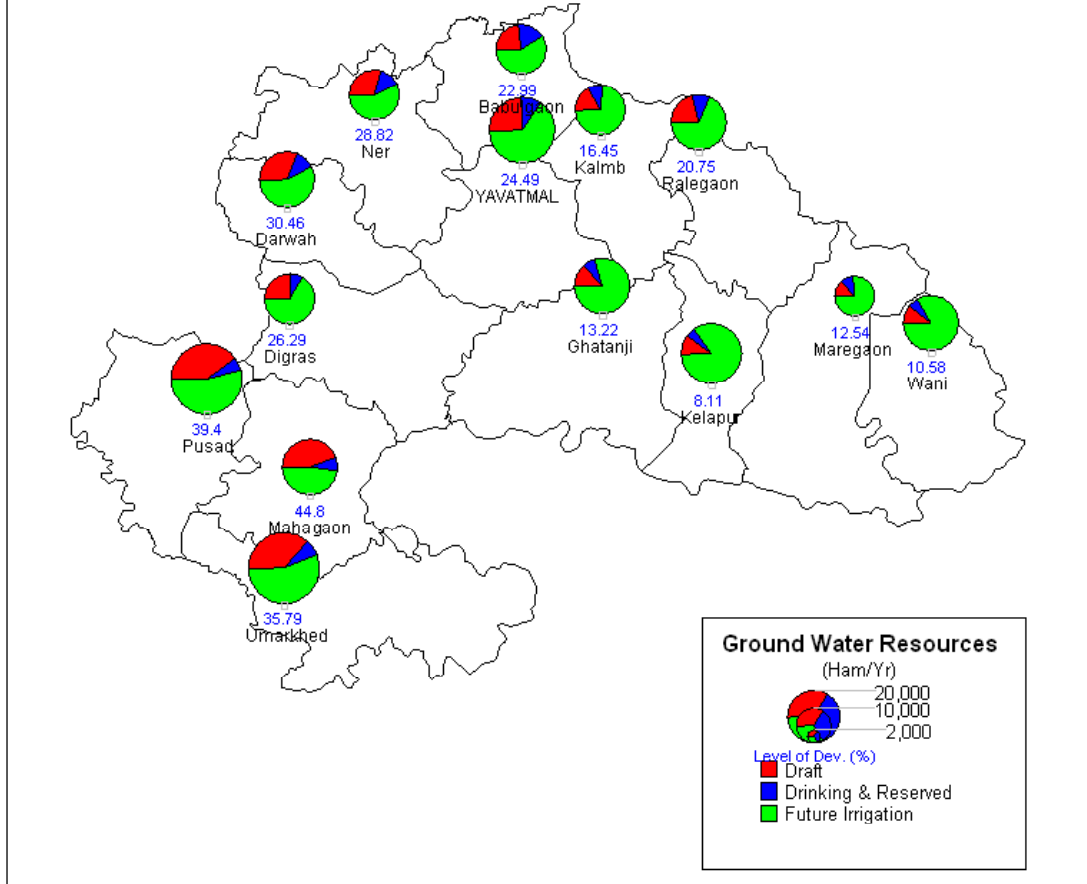 22.99
Babulgaon
28.82
Ner
16.45
Kalmb
20.75
Ralegaon
24.49
YAVATMAL
30.46
Darwah
26.29
Digras
13.22
Ghatanji
12.54
Maregaon
10.58
Wani
8.11
Kelapur
39.4
Pusad
44.8
Mahagaon
35.79
Umarkhed
Ground Water Resources
(Ham/Yr)
20,000
10,000
2,000
Level of Dev. (%)
Draft
Drinking & Reserved
Future Irrigation